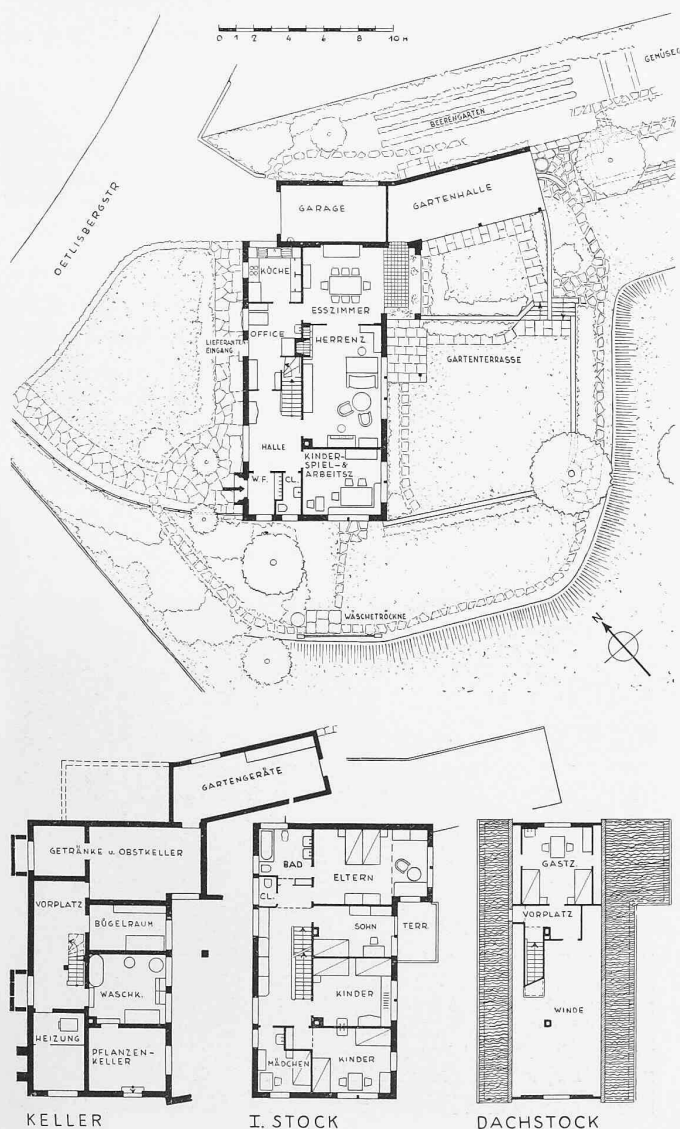 0 1 2 4 6 8 10 M
GEMÜSEG
BEERENGARTEN
OETLISBERGSTR
GARAGE
GARTENHALLE
KÜCHE
ESSZIMMER
OFFICE
HERRENZ
LIEFERANTEN
EINGANG
GARTENTERRASSE
HALLE
KINDER-
SPIEL-&
ARBEITSZ
W.F.
CL.
WÄSCHETRÖCKNE
N
GARTENGERÄTE
GETRÄNKE u. OBSTKELLER
VORPLATZ
BÜGELRAUM
WASCHK.
HEIZUNG
PFLANZEN-
KELLER
KELLER
BAD
ELTERN
CL.
SOHN
TERR.
KINDER
MÄDCHEN
KINDER
I. STOCK
GASTZ.
VORPLATZ
WINDE
DACHSTOCK